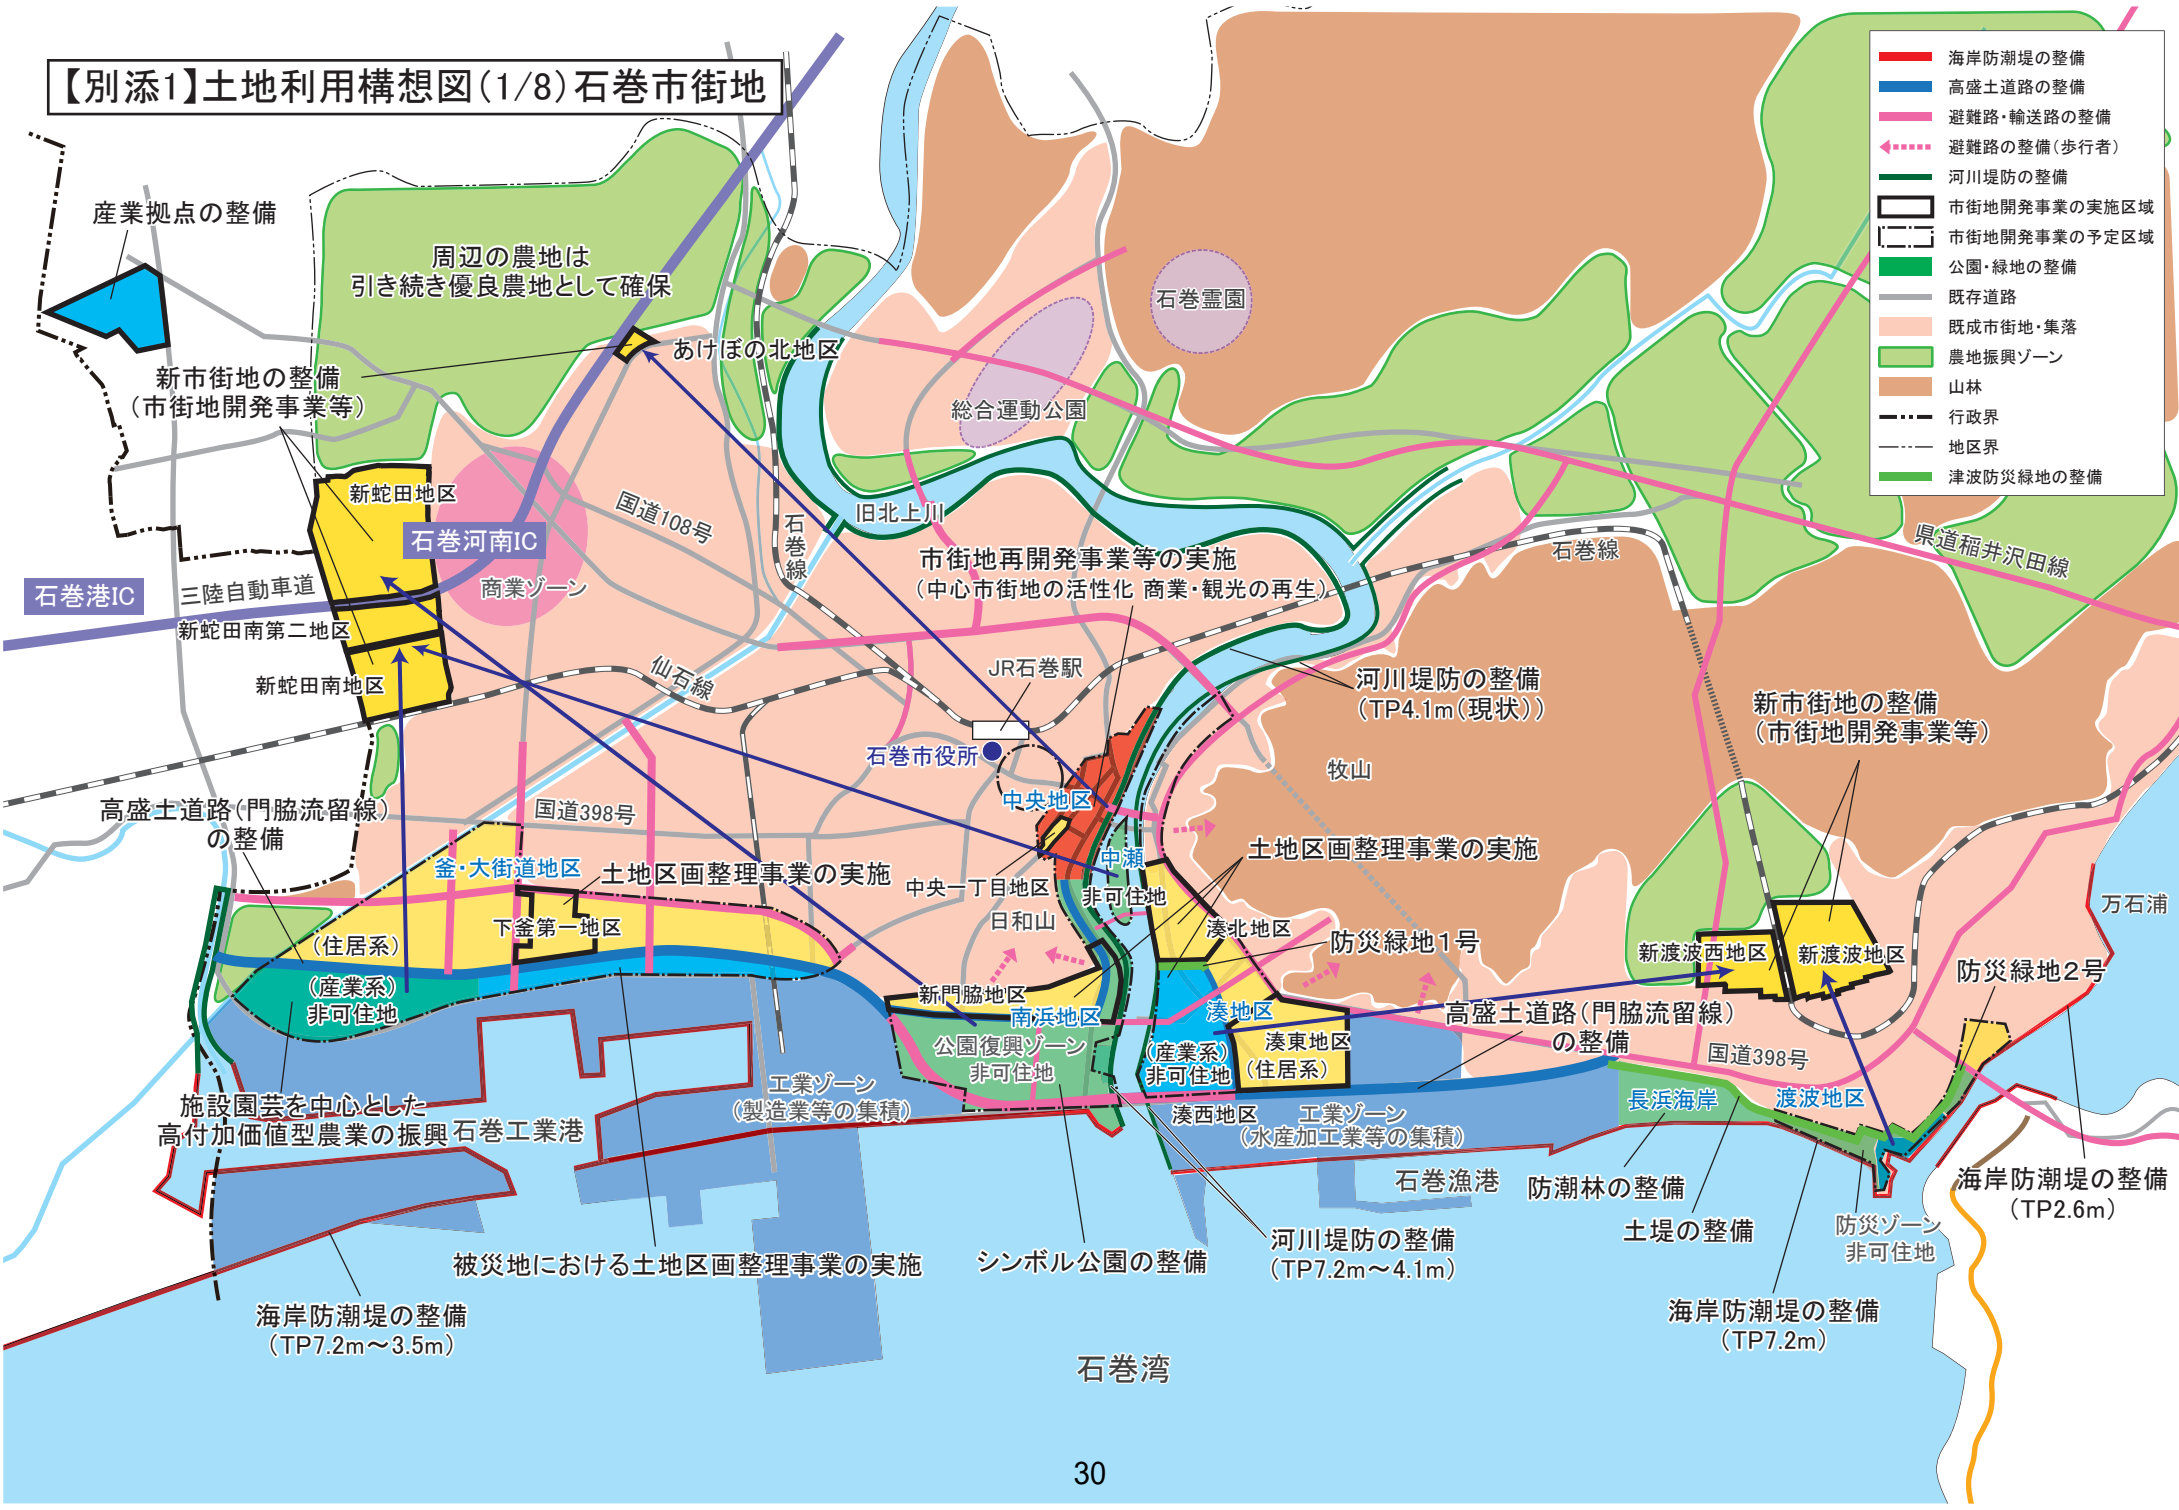 【別添1】土地利用構想図(1/8)石巻市街地
海岸防潮堤の整備
高盛土道路の整備
避難路・輸送路の整備
避難路の整備(歩行者)
河川堤防の整備
市街地開発事業の実施区域
市街地開発事業の予定区域
公園・緑地の整備
既存道路
既成市街地・集落
農地振興ゾーン
山林
行政界
地区界
津波防災緑地の整備
産業拠点の整備
周辺の農地は
引き続き優良農地として確保
石巻霊園
あけぼの北地区
新市街地の整備
(市街地開発事業等)
総合運動公園
新蛇田地区
国道108号
石巻線
旧北上川
石巻河南IC
市街地再開発事業等の実施
(中心市街地の活性化 商業・観光の再生)
石巻線
県道稲井沢田線
石巻港IC
三陸自動車道
商業ゾーン
新蛇田南第二地区
新蛇田南地区
仙石線
JR石巻駅
河川堤防の整備
(TP4.1m(現状))
新市街地の整備
(市街地開発事業等)
石巻市役所
牧山
中央地区
高盛土道路(門脇流留線)
の整備
国道398号
釜・大街道地区
土地区画整理事業の実施
中瀬
土地区画整理事業の実施
中央一丁目地区
非可住地
万石浦
下釜第一地区
日和山
湊北地区
防災緑地1号
(住居系)
新渡波西地区
新渡波地区
防災緑地2号
(産業系)
非可住地
新門脇地区
南浜地区
湊地区
高盛土道路(門脇流留線)
の整備
公園復興ゾーン
非可住地
(産業系)
非可住地
湊東地区
(住居系)
国道398号
工業ゾーン
(製造業等の集積)
長浜海岸
渡波地区
施設園芸を中心とした
高付加価値型農業の振興
石巻工業港
湊西地区
工業ゾーン
(水産加工業等の集積)
石巻漁港
防潮林の整備
海岸防潮堤の整備
(TP2.6m)
土堤の整備
防災ゾーン
非可住地
被災地における土地区画整理事業の実施
シンボル公園の整備
河川堤防の整備
(TP7.2m～4.1m)
海岸防潮堤の整備
(TP7.2m～3.5m)
海岸防潮堤の整備
(TP7.2m)
石巻湾
30